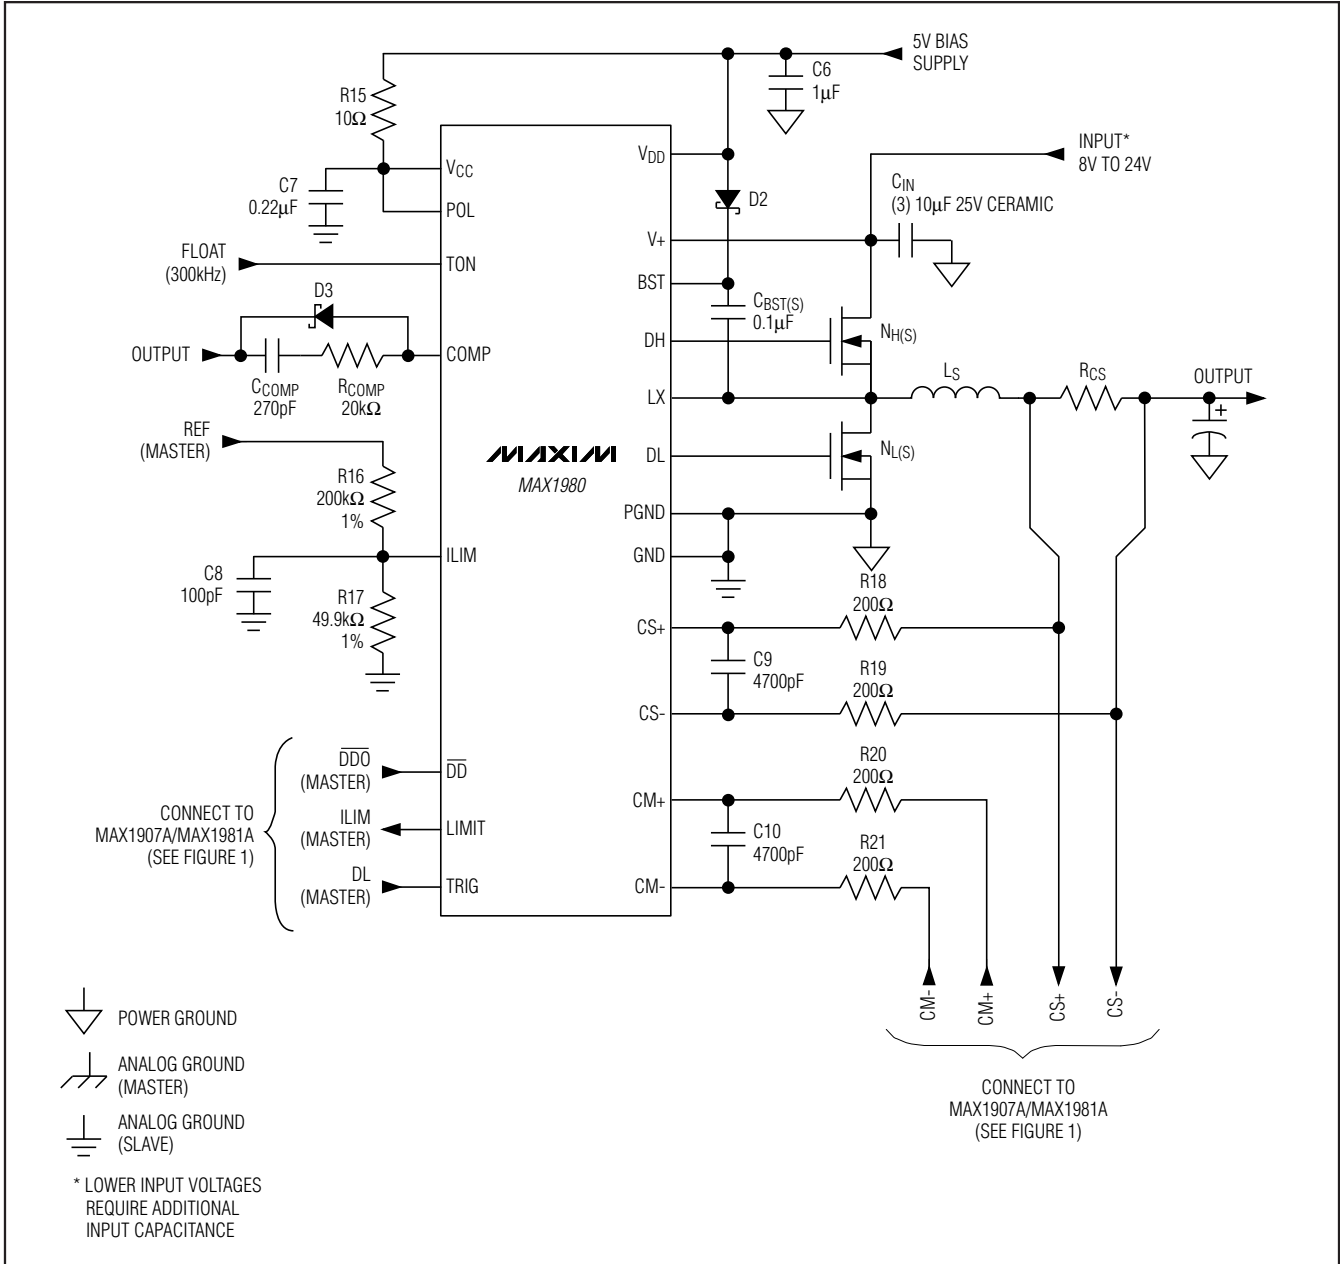 5V BIAS
SUPPLY
C6
1µF
R15
10Ω
INPUT*
8V TO 24V
VCC
VDD
C7
0.22µF
D2
CIN
(3) 10µF 25V CERAMIC
POL
V+
FLOAT
(300kHz)
TON
BST
D3
CBST(S)
0.1µF
DH
NH(S)
OUTPUT
COMP
CCOMP
270pF
RCOMP
20kΩ
LX
LS
RCS
OUTPUT
+
REF
(MASTER)
MAXIM
MAX1980
DL
NL(S)
R16
200kΩ
1%
PGND
ILIM
GND
C8
100pF
R17
49.9kΩ
1%
R18
200Ω
CS+
C9
4700pF
R19
200Ω
CS-
DDO
(MASTER)
DD
R20
200Ω
CONNECT TO
MAX1907A/MAX1981A
(SEE FIGURE 1)
ILIM
(MASTER)
LIMIT
CM+
C10
4700pF
R21
200Ω
DL
(MASTER)
TRIG
CM-
CM-
CM+
CS+
CS-
POWER GROUND
ANALOG GROUND
(MASTER)
CONNECT TO
MAX1907A/MAX1981A
(SEE FIGURE 1)
ANALOG GROUND
(SLAVE)
* LOWER INPUT VOLTAGES
REQUIRE ADDITIONAL
INPUT CAPACITANCE